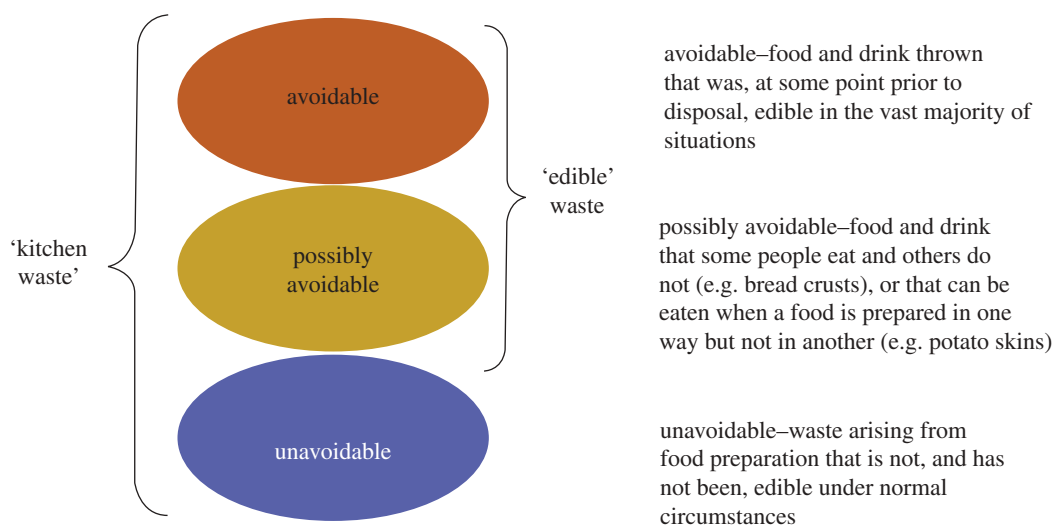 avoidable
possibly
avoidable
unavoidable
‘kitchen
waste’
‘edible’
waste
avoidable–food and drink thrown
that was, at some point prior to
disposal, edible in the vast majority of
situations
possibly avoidable–food and drink
that some people eat and others do
not (e.g. bread crusts), or that can be
eaten when a food is prepared in one
way but not in another (e.g. potato skins)
unavoidable–waste arising from
food preparation that is not, and has
not been, edible under normal
circumstances